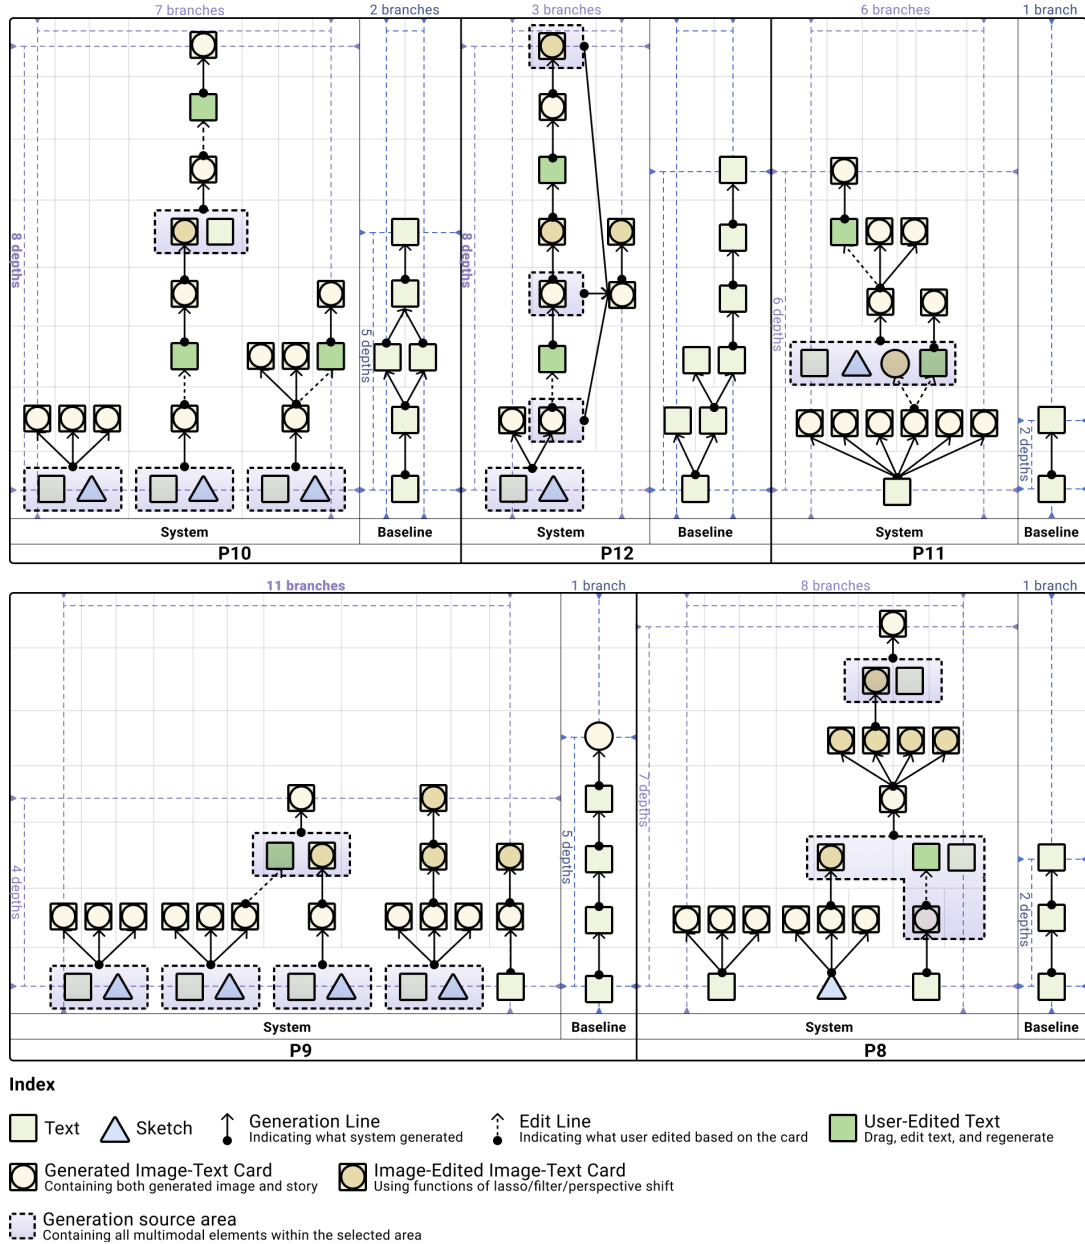 7 branches
2 branches
3 branches
6 branches
1 branch
8 depths
5 depths
8 depths
6 depths
2 depths
System
Baseline
System
Baseline
System
Baseline
P10
P12
P11
11 branches
1 branch
8 branches
1 branch
4 depths
5 depths
7 depths
2 depths
System
Baseline
System
Baseline
P9
P8
Index
Text
Sketch
Generation Line
Indicating what system generated
Edit Line
Indicating what user edited based on the card
User-Edited Text
Drag, edit text, and regenerate
Generated Image-Text Card
Containing both generated image and story
Image-Edited Image-Text Card
Using functions of lasso/filter/perspective shift
Generation source area
Containing all multimodal elements within the selected area